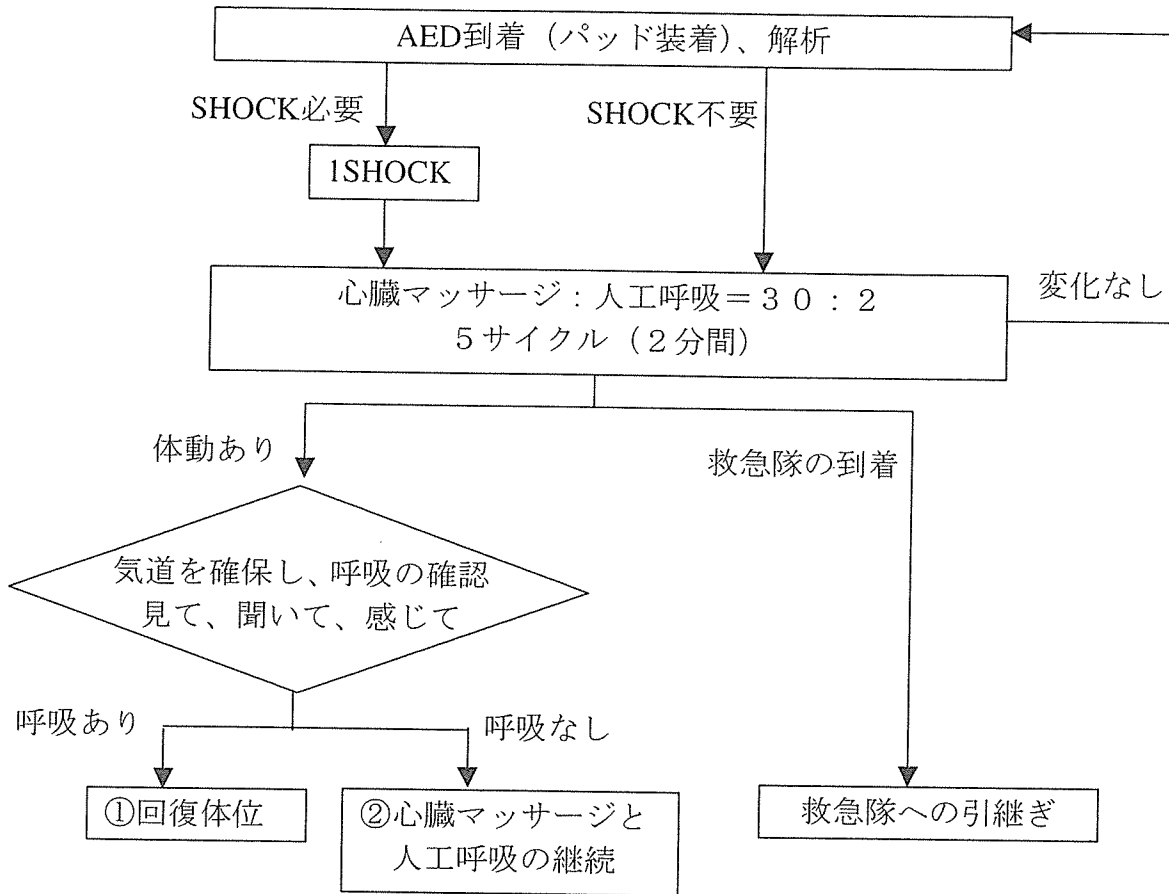 AED到着（パッド装着）、解析
SHOCK必要
SHOCK不要
1SHOCK
心臓マッサージ：人工呼吸＝３０：２
５サイクル（２分間）
変化なし
体動あり
救急隊の到着
気道を確保し、呼吸の確認
見て、聞いて、感じて
呼吸あり
呼吸なし
①回復体位
②心臓マッサージと
人工呼吸の継続
救急隊への引継ぎ